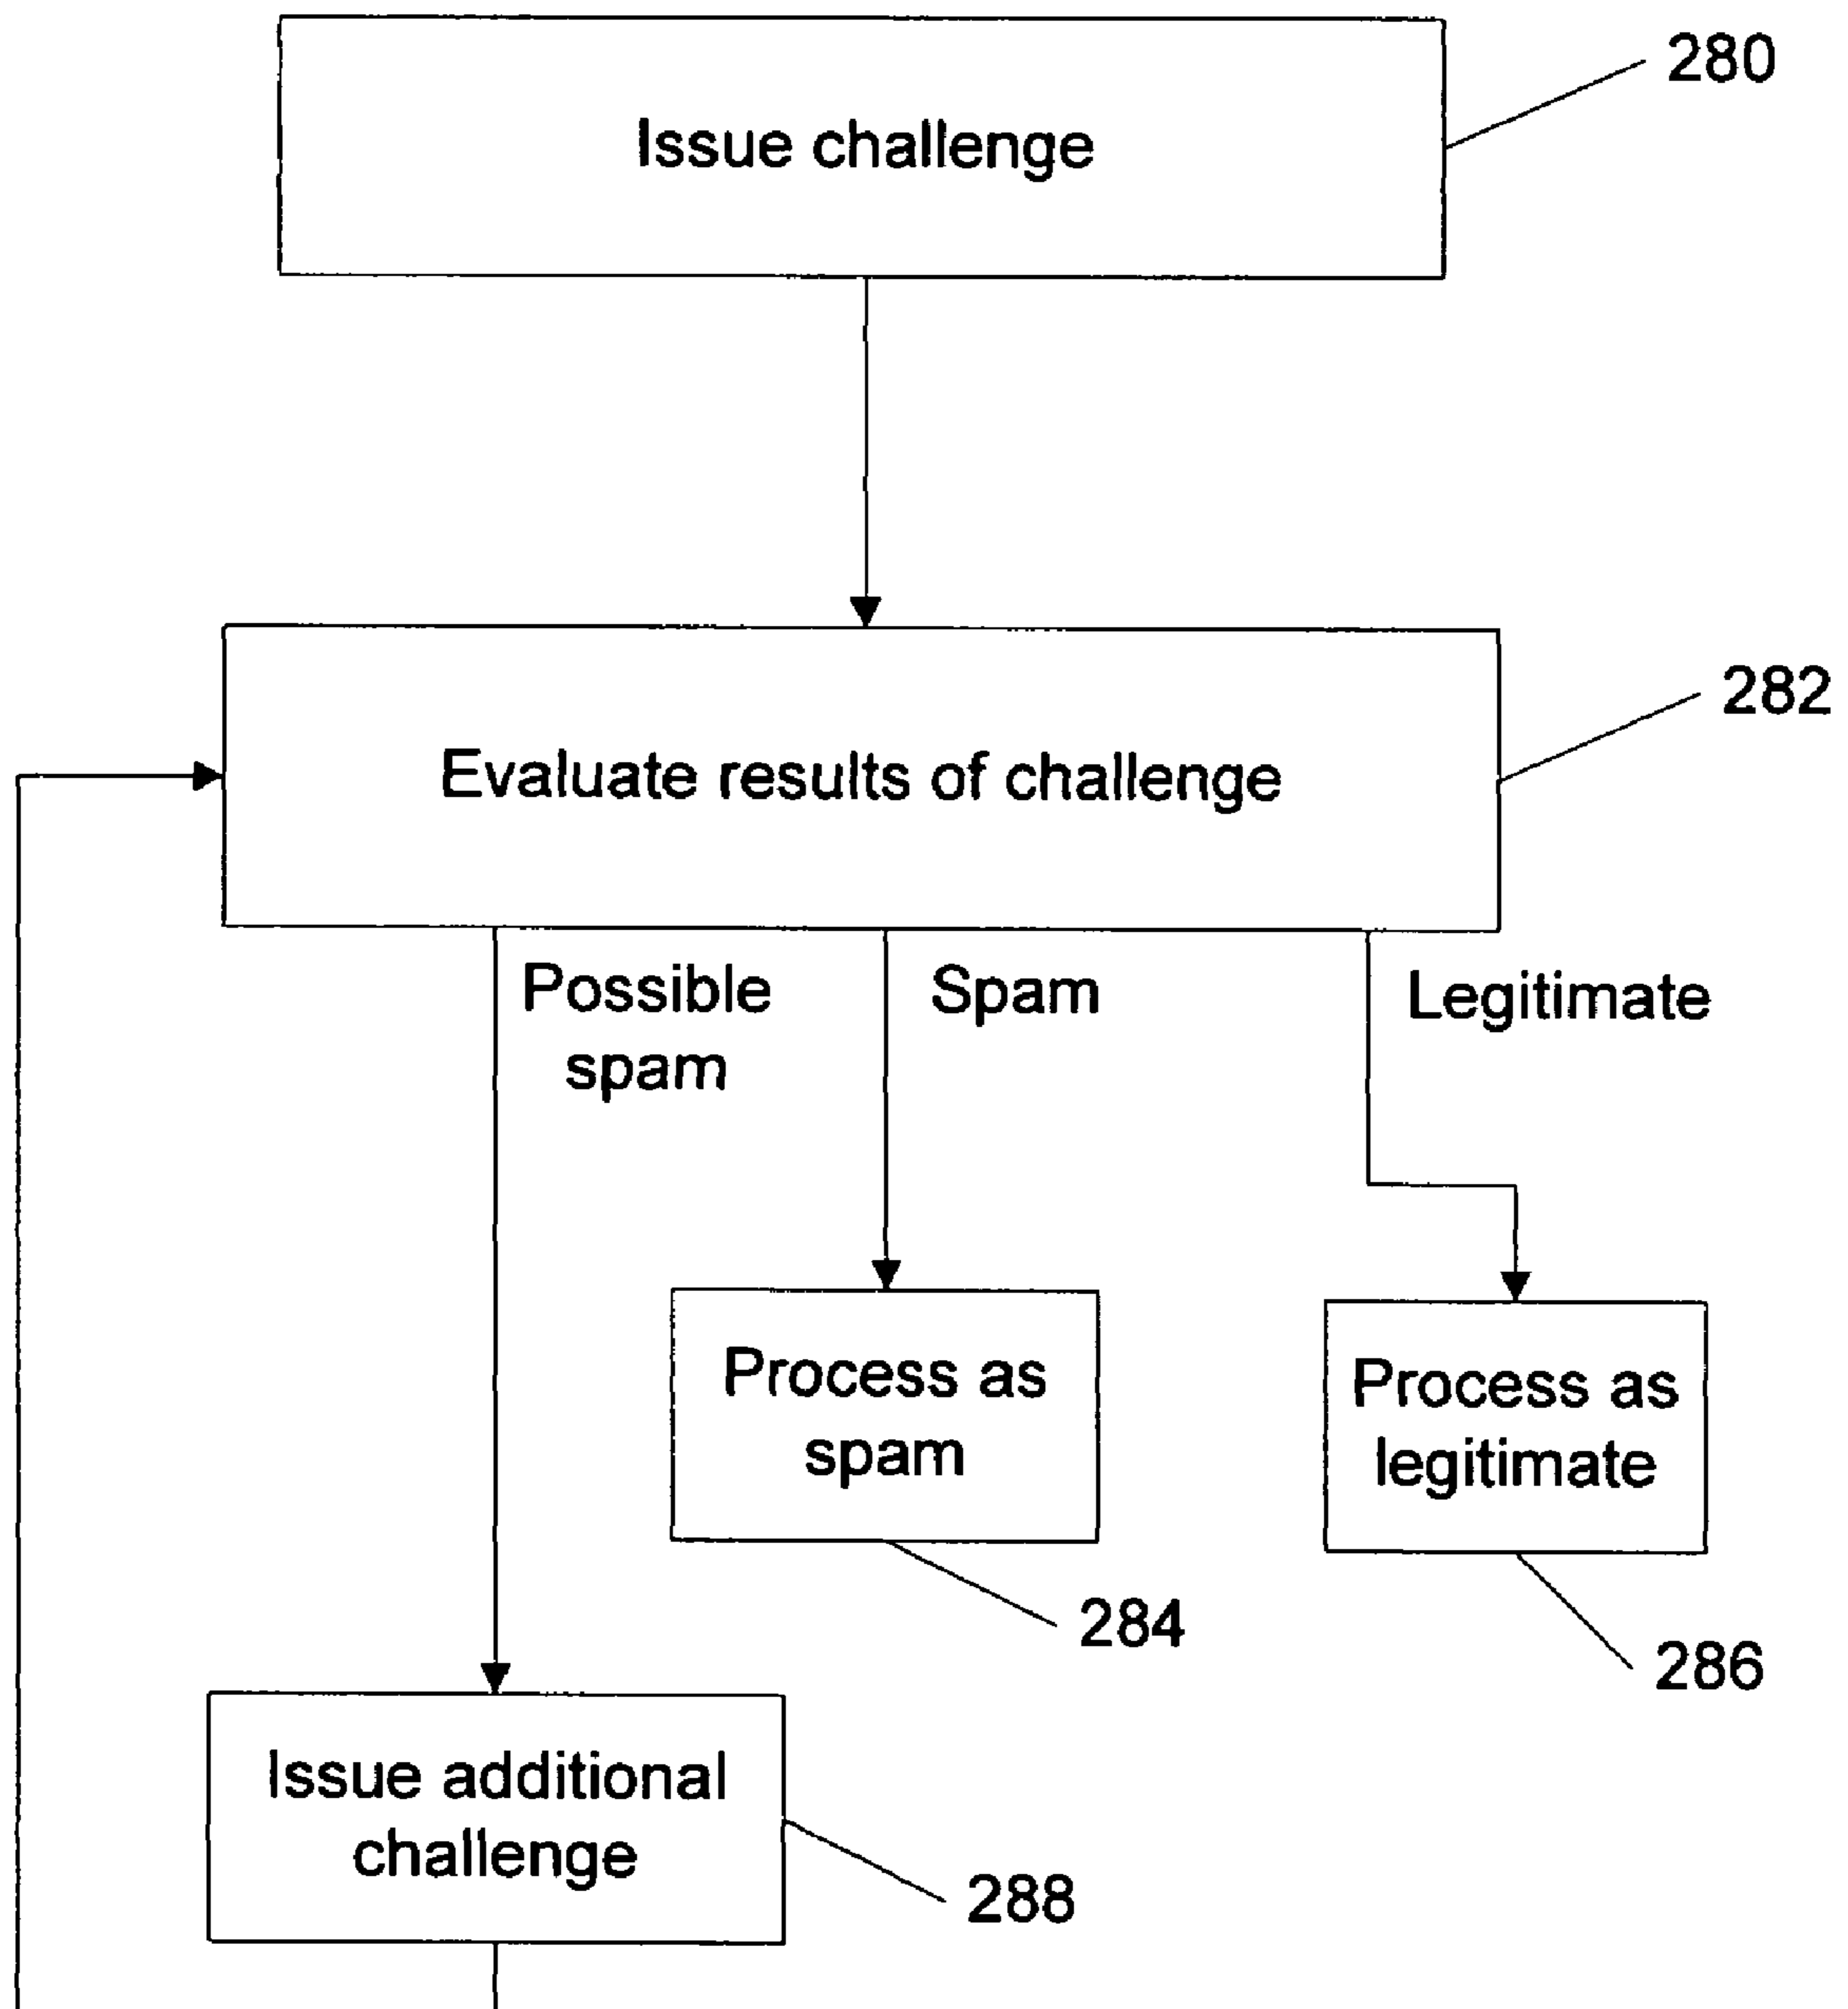 Issue challenge
280
Evaluate results of challenge
282
Possible
spam
Spam
Legitimate
Process as
spam
284
Process as
legitimate
286
Issue additional
challenge
288